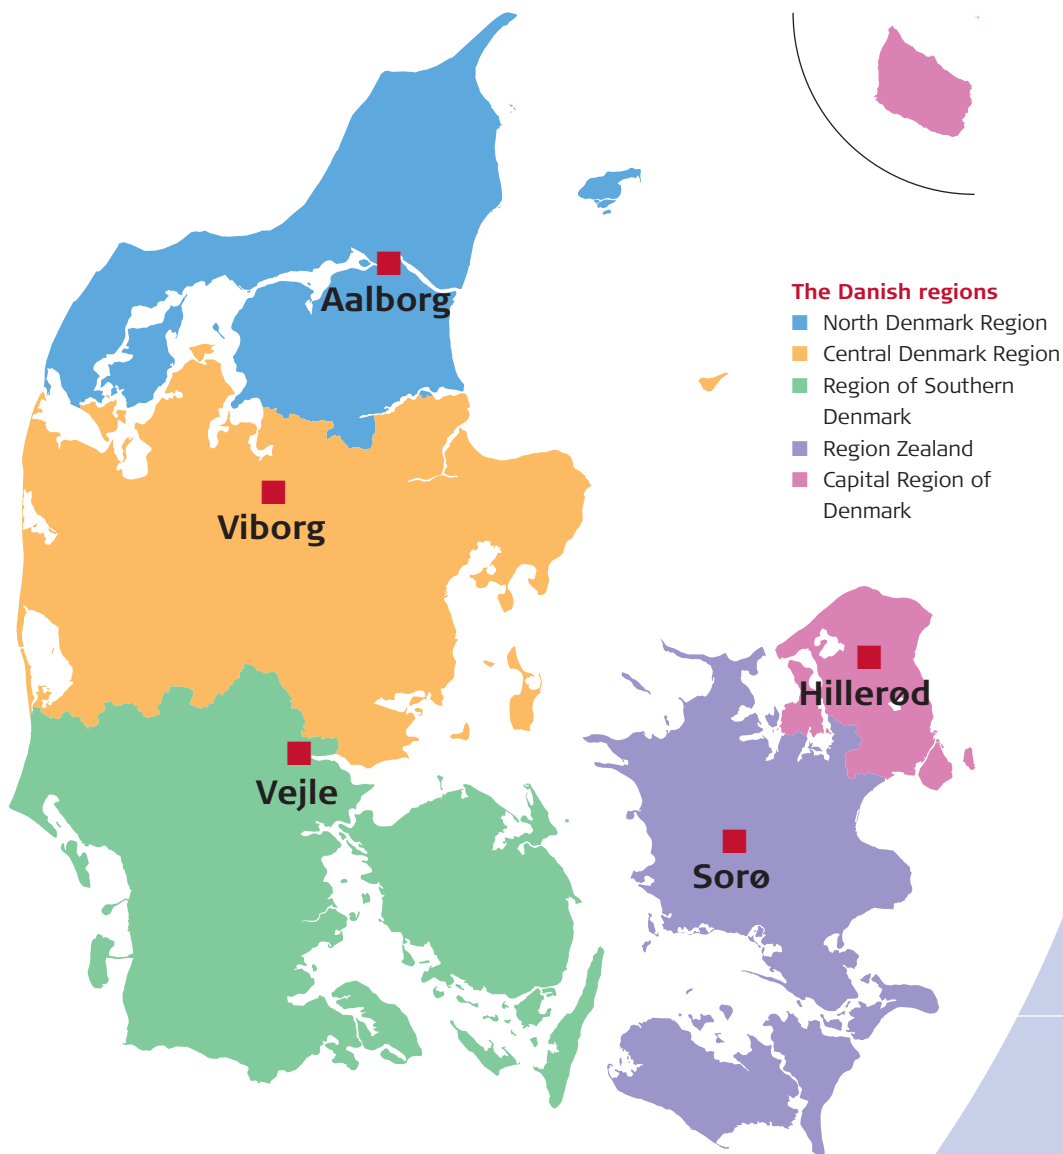 Aalborg
The Danish regions
North Denmark Region
Central Denmark Region
Region of Southern
Denmark
Region Zealand
Capital Region of
Denmark
Viborg
Hillerød
Vejle
Sorø